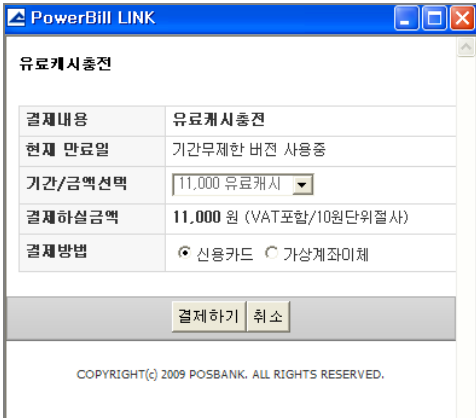 PowerBill LINK
유료캐시충전
결제내용 유료캐시충전
현재 만료일 기간무제한 버전 사용중
기간/금액선택 11,000 유료캐시
결제하실금액 11,000 원 (VAT포함/10원단위절사)
결제방법 신용카드 가상계좌이체
결제하기 취소
COPYRIGHT(c) 2009 POSBANK. ALL RIGHTS RESERVED.